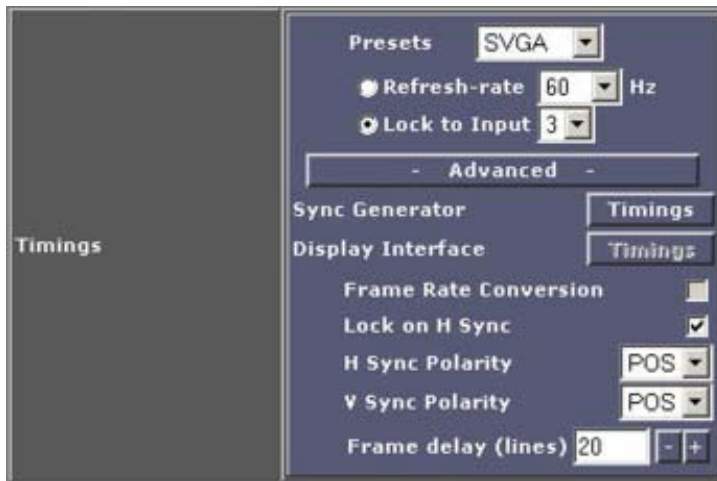 Presets SVGA
Refresh-rate 60 Hz
Lock to Input 3
- Advanced -
Sync Generator Timings
Timings
Display Interface Timings
Frame Rate Conversion
Lock on H Sync
H Sync Polarity POS
V Sync Polarity POS
Frame delay (lines) 20 - +